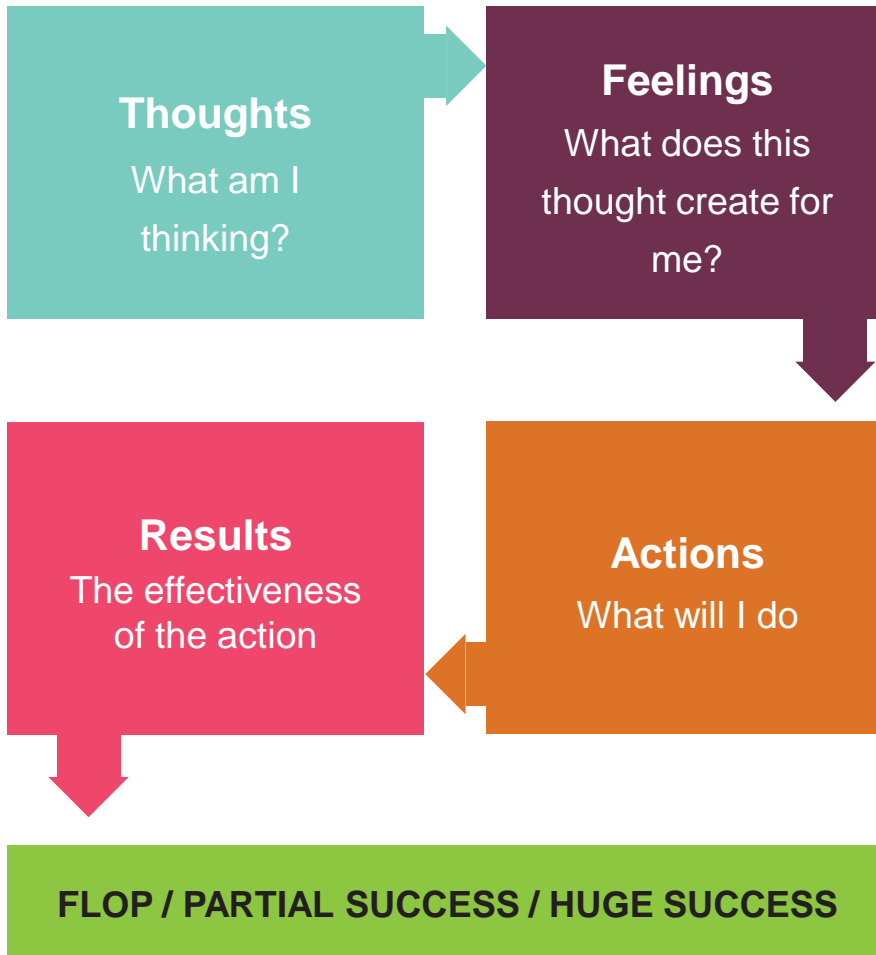 Thoughts
What am I
thinking?
Feelings
What does this
thought create for
me?
Results
The effectiveness
of the action
Actions
What will I do
FLOP / PARTIAL SUCCESS / HUGE SUCCESS